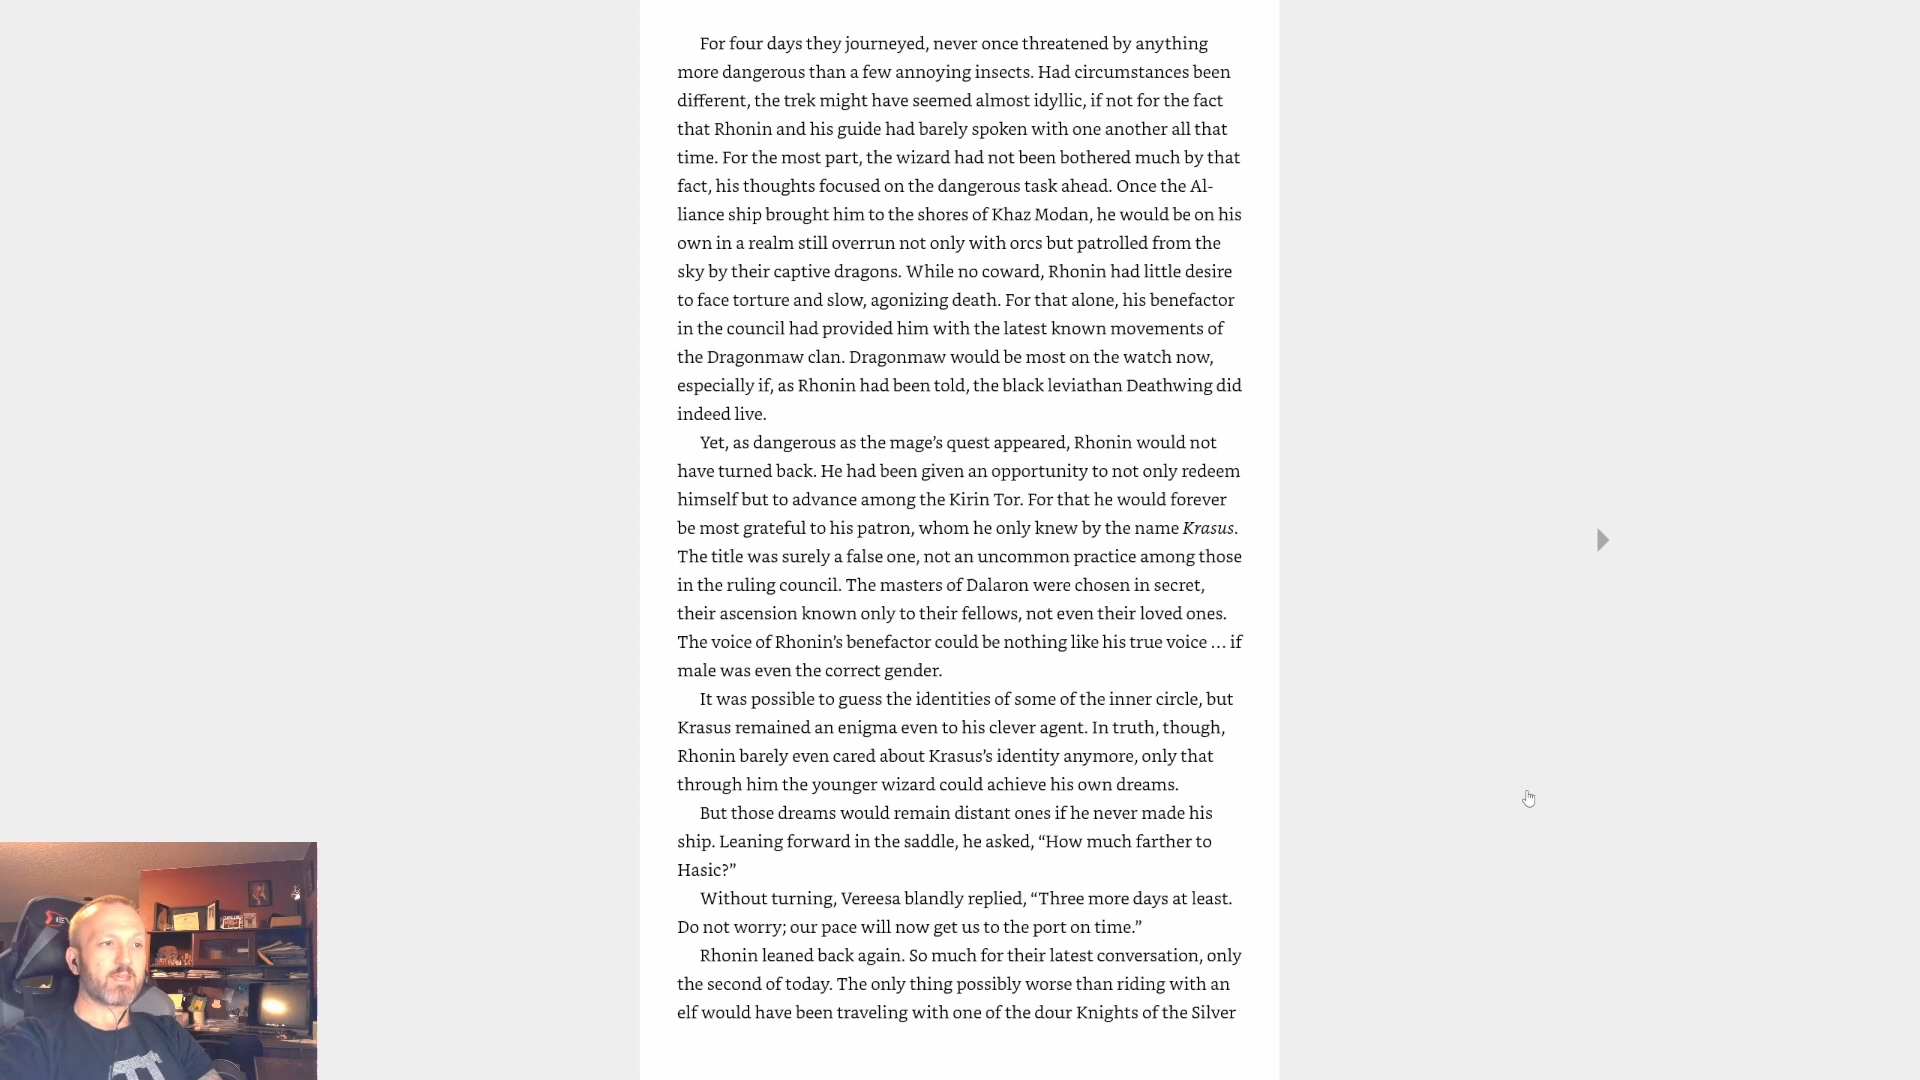 For four days they journeyed, never once threatened by anything
more dangerous than a few annoying insects. Had circumstances been
different, the trek might have seemed almost idyllic, if not for the fact
that Rhonin and his guide had barely spoken with one another all that
time. For the most part, the wizard had not been bothered much by that
fact, his thoughts focused on the dangerous task ahead. Once the Al-
liance ship brought him to the shores of Khaz Modan, he would be on his
own in a realm still overrun not only with orcs but patrolled from the
sky by their captive dragons. While no coward, Rhonin had little desire
to face torture and slow, agonizing death. For that alone, his benefactor
in the council had provided him with the latest known movements of
the Dragonmaw clan. Dragonmaw would be most on the watch now,
especially if, as Rhonin had been told, the black leviathan Deathwing did
indeed live.
Yet, as dangerous as the mage’s quest appeared, Rhonin would not
have turned back. He had been given an opportunity to not only redeem
himself but to advance among the Kirin Tor. For that he would forever
be most grateful to his patron, whom he only knew by the name Krasus.
The title was surely a false one, not an uncommon practice among those
in the ruling council. The masters of Dalaron were chosen in secret,
their ascension known only to their fellows, not even their loved ones.
The voice of Rhonin’s benefactor could be nothing like his true voice … if
male was even the correct gender.
It was possible to guess the identities of some of the inner circle, but
Krasus remained an enigma even to his clever agent. In truth, though,
Rhonin barely even cared about Krasus’s identity anymore, only that
through him the younger wizard could achieve his own dreams.
But those dreams would remain distant ones if he never made his
ship. Leaning forward in the saddle, he asked, “How much farther to
Hasic?”
Without turning, Vereesa blandly replied, “Three more days at least.
Do not worry; our pace will now get us to the port on time.”
Rhonin leaned back again. So much for their latest conversation, only
the second of today. The only thing possibly worse than riding with an
elf would have been traveling with one of the dour Knights of the Silver